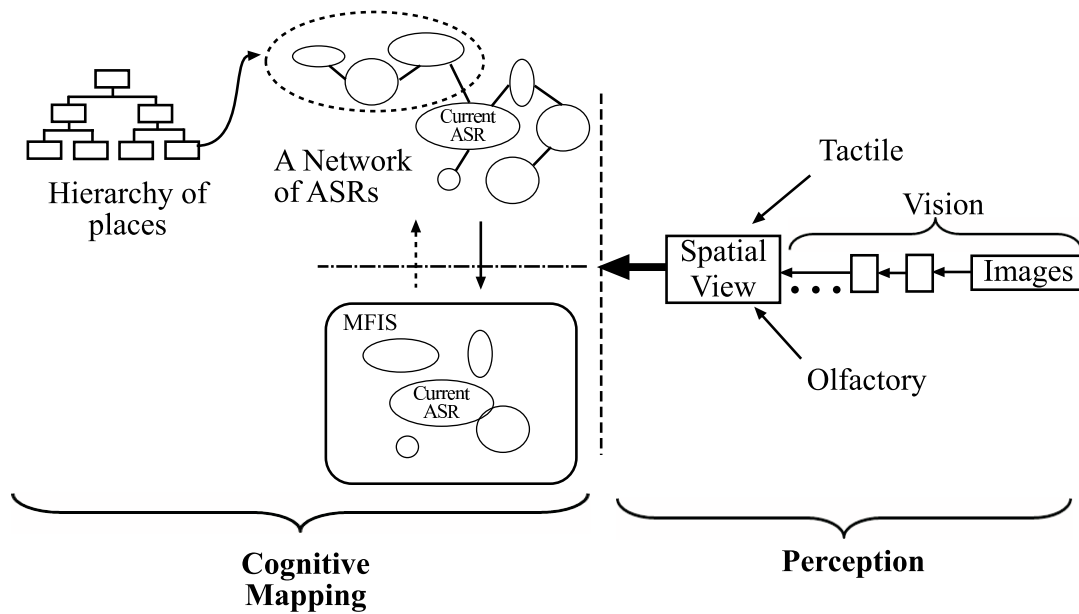 Current
ASR
A Network
of ASRs
Hierarchy of
places
MFIS
Current
ASR
Cognitive
Mapping
Tactile
Vision
Spatial
View
Images
Olfactory
Perception